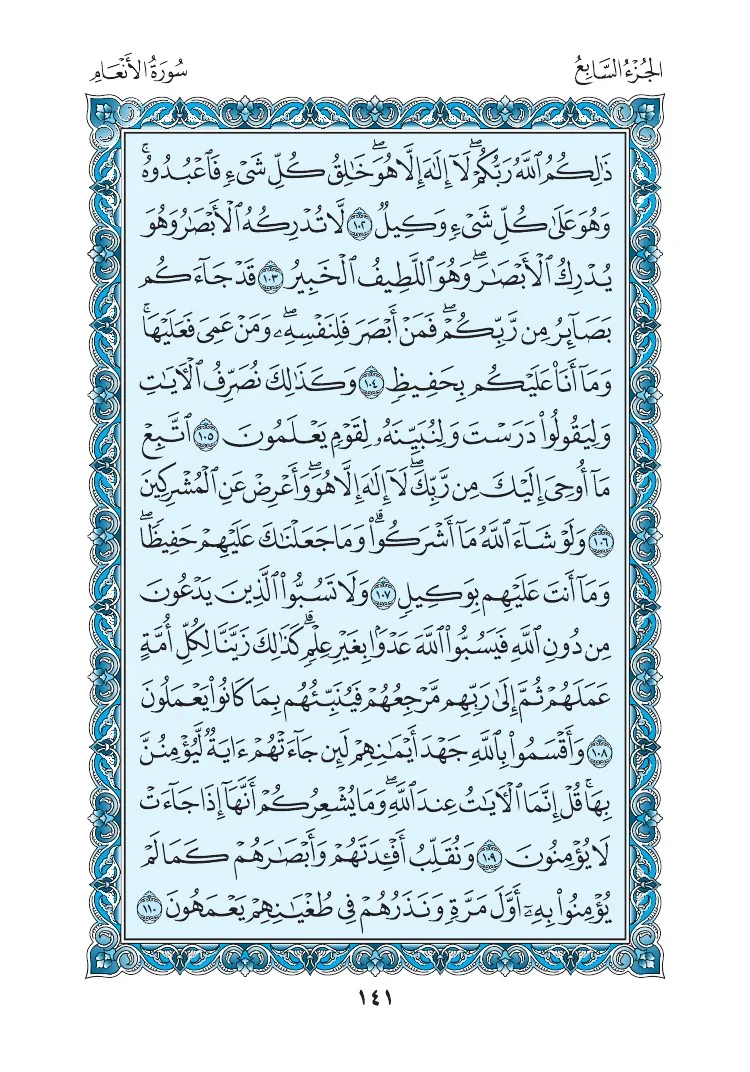 الجُزْءُ السَّابِعُ
سُورَةُ الأَنْعَامِ
ذَٰلِكُمُ ٱللَّهُ رَبُّكُمْۖ لَآ إِلَٰهَ إِلَّا هُوَۖ خَٰلِقُ كُلِّ شَىْءٍ فَٱعْبُدُوهُۚ
وَهُوَ عَلَىٰ كُلِّ شَىْءٍ وَكِيلٌ ١٠٢ لَّا تُدْرِكُهُ ٱلْأَبْصَٰرُ وَهُوَ
يُدْرِكُ ٱلْأَبْصَٰرَۖ وَهُوَ ٱللَّطِيفُ ٱلْخَبِيرُ ١٠٣ قَدْ جَآءَكُم
بَصَآئِرُ مِن رَّبِّكُمْۖ فَمَنْ أَبْصَرَ فَلِنَفْسِهِۦۖ وَمَنْ عَمِىَ فَعَلَيْهَاۚ
وَمَآ أَنَا۠ عَلَيْكُم بِحَفِيظٍ ١٠٤ وَكَذَٰلِكَ نُصَرِّفُ ٱلْءَايَٰتِ
وَلِيَقُولُوا۟ دَرَسْتَ وَلِنُبَيِّنَهُۥ لِقَوْمٍ يَعْلَمُونَ ١٠٥ ٱتَّبِعْ
مَآ أُوحِىَ إِلَيْكَ مِن رَّبِّكَۖ لَآ إِلَٰهَ إِلَّا هُوَۖ وَأَعْرِضْ عَنِ ٱلْمُشْرِكِينَ
١٠٦ وَلَوْ شَآءَ ٱللَّهُ مَآ أَشْرَكُوا۟ۗ وَمَا جَعَلْنَٰكَ عَلَيْهِمْ حَفِيظًاۖ
وَمَآ أَنتَ عَلَيْهِم بِوَكِيلٍ ١٠٧ وَلَا تَسُبُّوا۟ ٱلَّذِينَ يَدْعُونَ
مِن دُونِ ٱللَّهِ فَيَسُبُّوا۟ ٱللَّهَ عَدْوًۢا بِغَيْرِ عِلْمٍۗ كَذَٰلِكَ زَيَّنَّا لِكُلِّ أُمَّةٍ
عَمَلَهُمْ ثُمَّ إِلَىٰ رَبِّهِم مَّرْجِعُهُمْ فَيُنَبِّئُهُم بِمَا كَانُوا۟ يَعْمَلُونَ
١٠٨ وَأَقْسَمُوا۟ بِٱللَّهِ جَهْدَ أَيْمَٰنِهِمْ لَئِن جَآءَتْهُمْ ءَايَةٌ لَّيُؤْمِنُنَّ
بِهَاۚ قُلْ إِنَّمَا ٱلْءَايَٰتُ عِندَ ٱللَّهِۖ وَمَا يُشْعِرُكُمْ أَنَّهَآ إِذَا جَآءَتْ
لَا يُؤْمِنُونَ ١٠٩ وَنُقَلِّبُ أَفْـِٔدَتَهُمْ وَأَبْصَٰرَهُمْ كَمَا لَمْ
يُؤْمِنُوا۟ بِهِۦٓ أَوَّلَ مَرَّةٍ وَنَذَرُهُمْ فِى طُغْيَٰنِهِمْ يَعْمَهُونَ ١١٠
١٤١